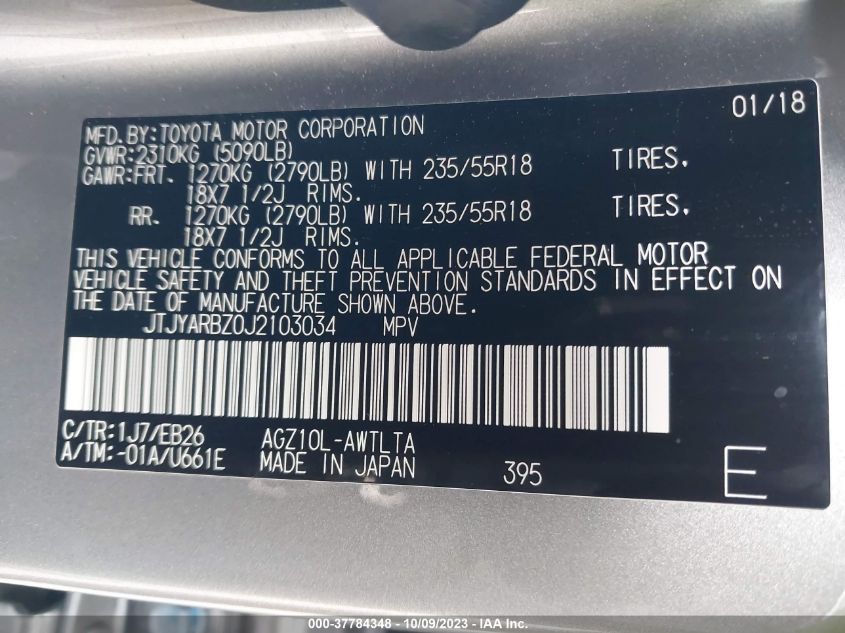 01/18
MFD.BY:TOYOTA MOTOR CORPORATION
GVWR:2310KG (5090LB)
GAWR:FRT. 1270KG (2790LB) WITH 235/55R18 TIRES.
18X7 1/2J RIMS.
RR. 1270KG (2790LB) WITH 235/55R18 TIRES.
18X7 1/2J RIMS.
THIS VEHICLE CONFORMS TO ALL APPLICABLE FEDERAL MOTOR
VEHICLE SAFETY AND THEFT PREVENTION STANDARDS IN EFFECT ON
THE DATE OF MANUFACTURE SHOWN ABOVE.
JTJYARBZ0J2103034 MPV
C/TR:1J7/EB26 AGZ10L-AWTLTA
A/TM:-01A/U661E MADE IN JAPAN 395 E
000-37784348 - 10/09/2023 - IAA Inc.